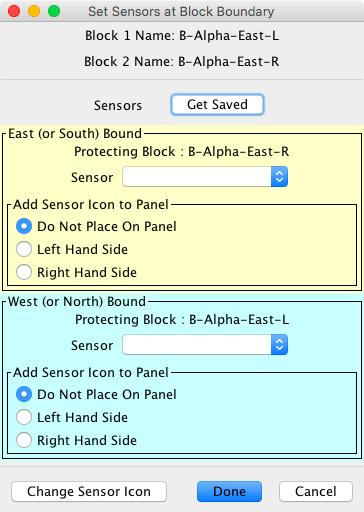 Set Sensors at Block Boundary
Block 1 Name: B-Alpha-East-L
Block 2 Name: B-Alpha-East-R
Sensors Get Saved
East (or South) Bound
Protecting Block : B-Alpha-East-R
Sensor
Add Sensor Icon to Panel
Do Not Place On Panel
Left Hand Side
Right Hand Side
West (or North) Bound
Protecting Block : B-Alpha-East-L
Sensor
Add Sensor Icon to Panel
Do Not Place On Panel
Left Hand Side
Right Hand Side
Change Sensor Icon Done Cancel